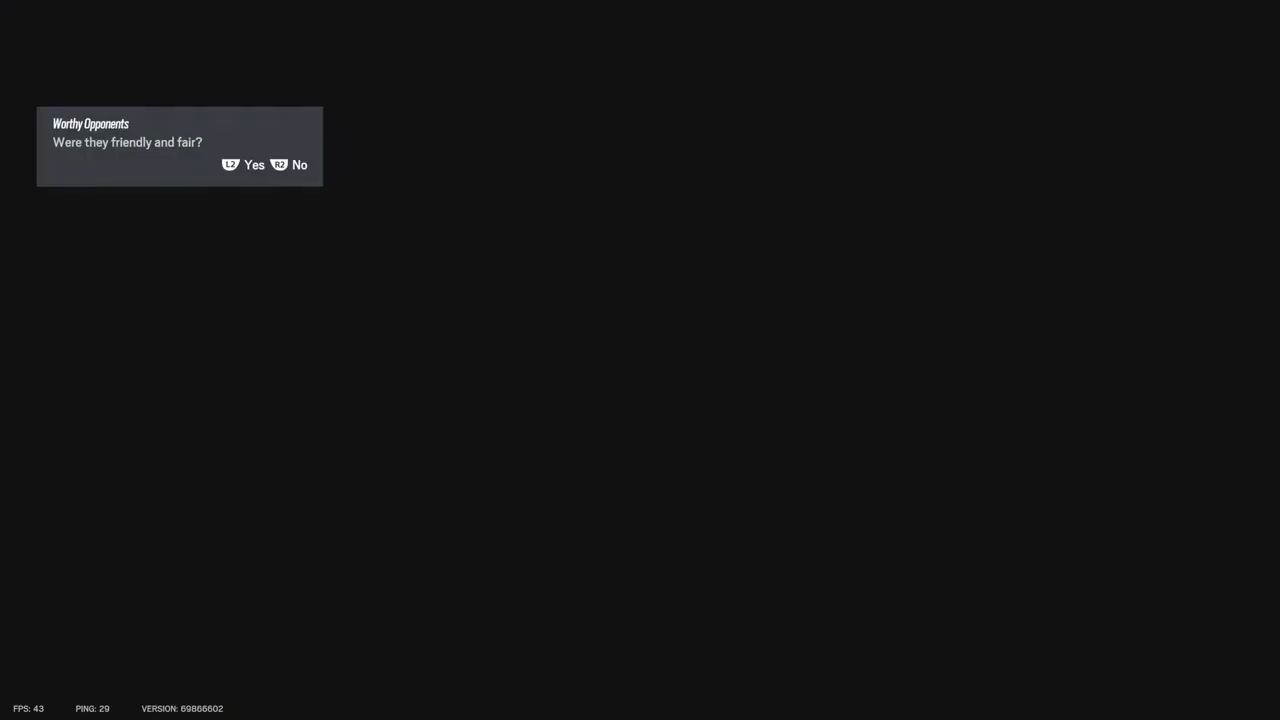 Worthy Opponents
Were they friendly and fair?
L2 Yes R2 No
FPS: 43 PING: 29 VERSION: 69866602